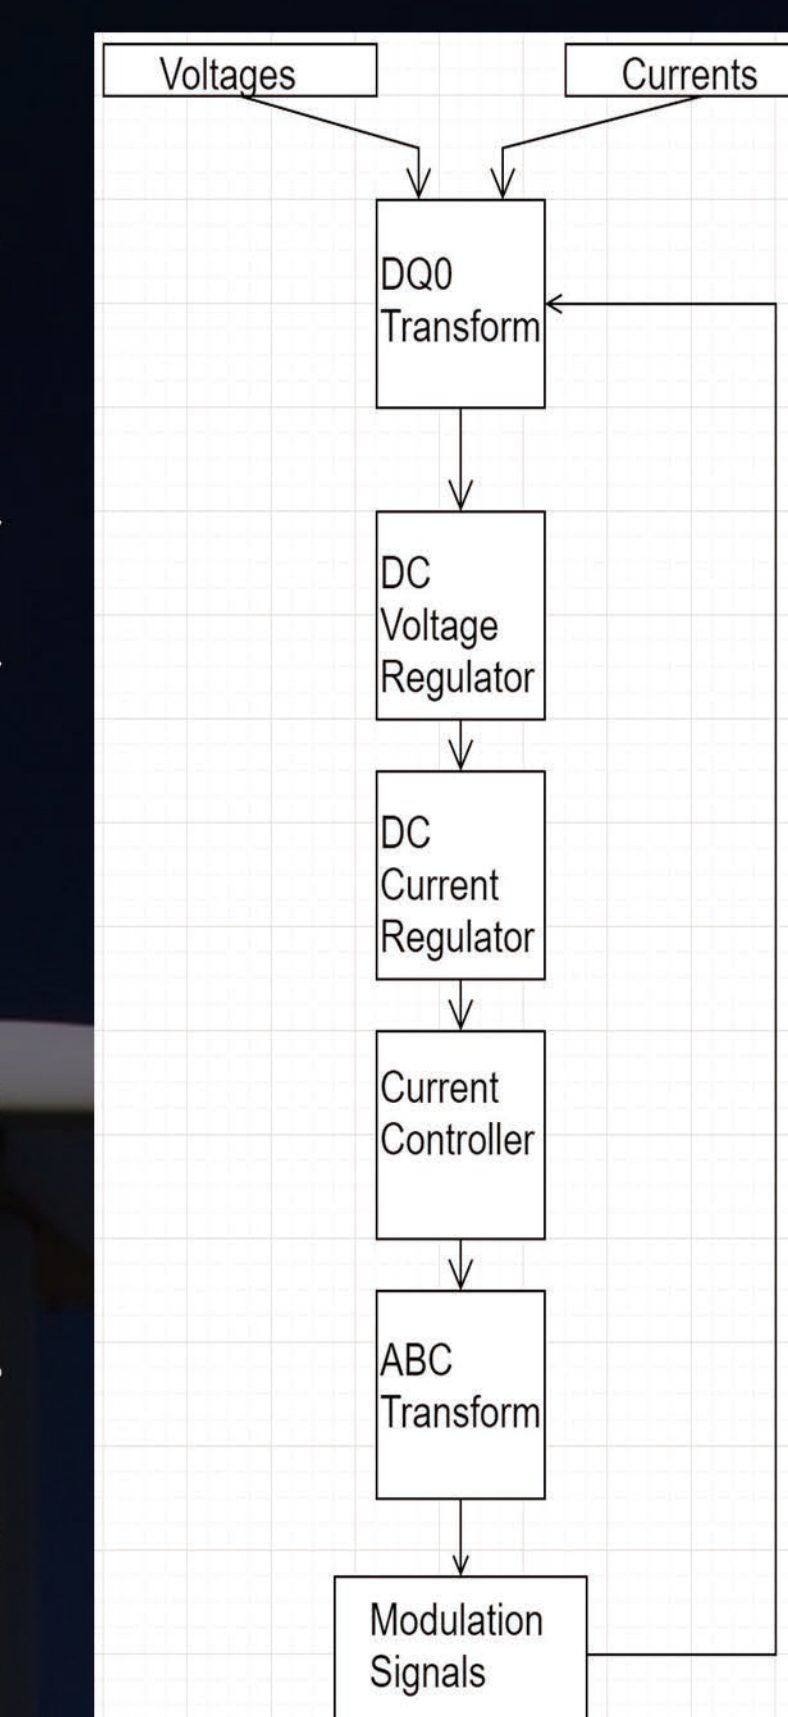 Voltages
Currents
DQ0
Transform
DC
Voltage
Regulator
DC
Current
Regulator
Current
Controller
ABC
Transform
Modulation
Signals